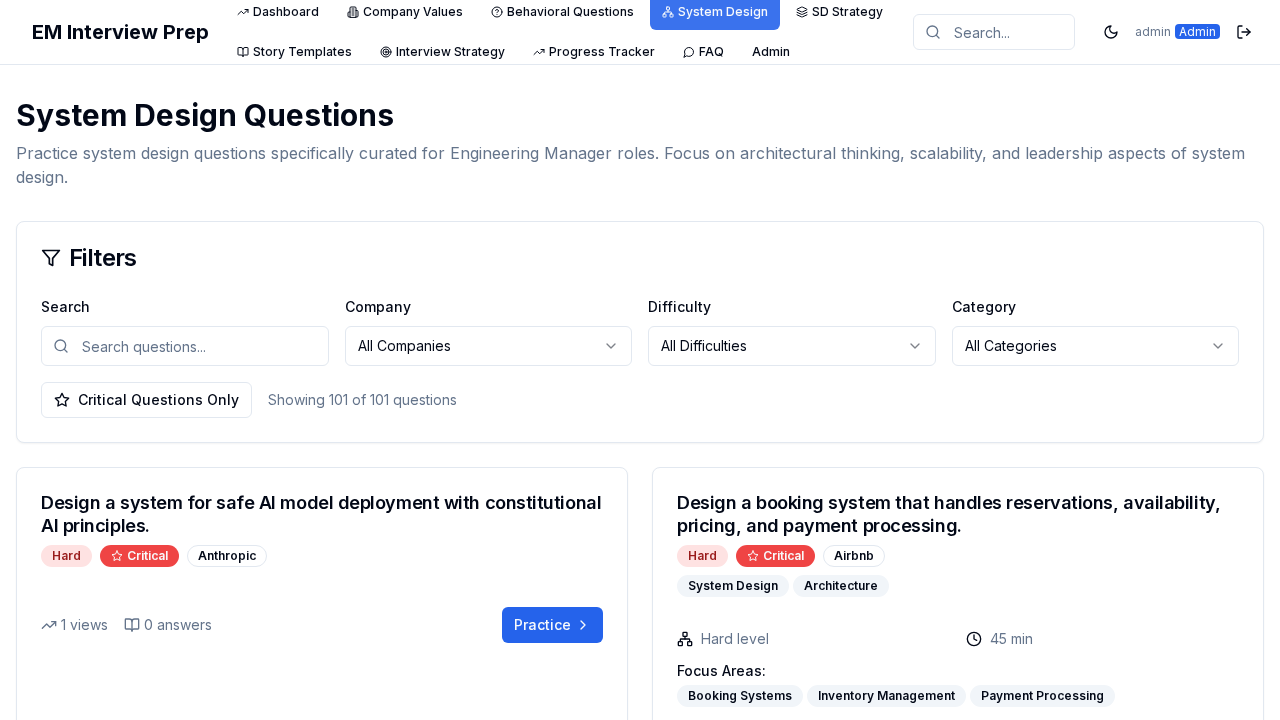 EM Interview Prep
Dashboard
Company Values
Behavioral Questions
System Design
SD Strategy
Story Templates
Interview Strategy
Progress Tracker
FAQ
Admin
Search...
admin Admin
System Design Questions
Practice system design questions specifically curated for Engineering Manager roles. Focus on architectural thinking, scalability, and leadership aspects of system
design.
Filters
Search
Company
Difficulty
Category
Search questions...
All Companies
All Difficulties
All Categories
Critical Questions Only
Showing 101 of 101 questions
Design a system for safe AI model deployment with constitutional
AI principles.
Hard
Critical
Anthropic
1 views
0 answers
Practice
Design a booking system that handles reservations, availability,
pricing, and payment processing.
Hard
Critical
Airbnb
System Design
Architecture
Hard level
45 min
Focus Areas:
Booking Systems
Inventory Management
Payment Processing